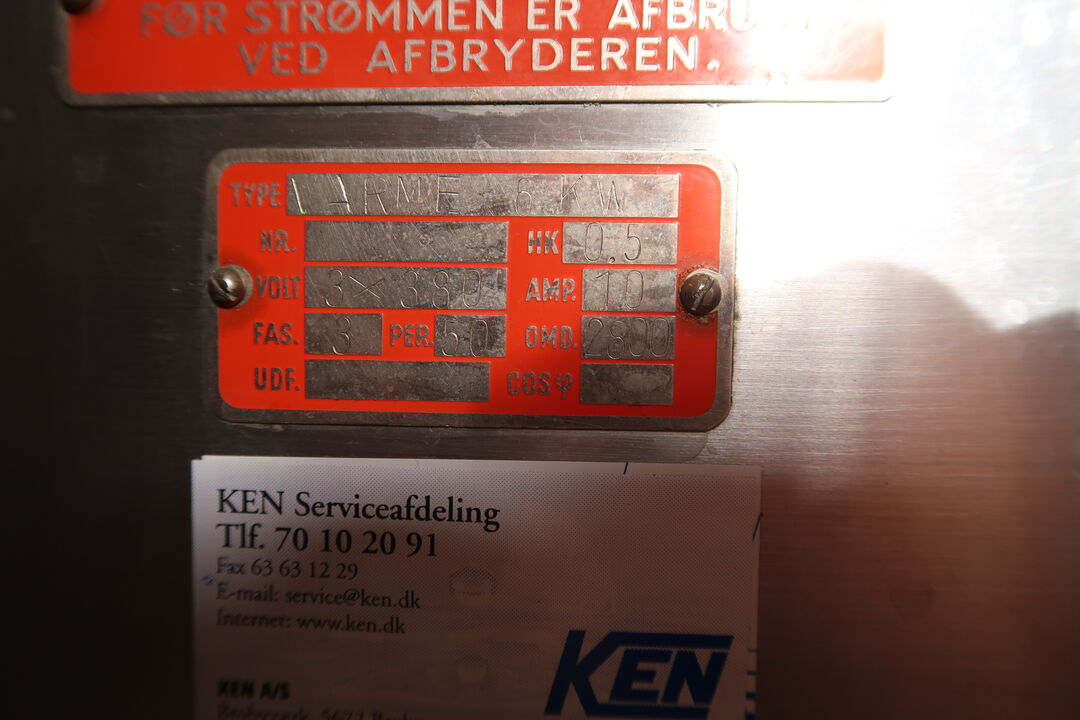 FØR STRØMMEN ER
VED AFBRYDEREN.
TYPE VARME 6 KW
NR. HK 0,5
VOLT 3 × 380 AMP. 10
FAS. 3 PER. 50 OMD. 2800
UDF. COS φ
KEN Serviceafdeling
Tlf. 70 10 20 91
Fax 63 63 12 29
E-mail: service@ken.dk
Internet: www.ken.dk
KEN
KEN A/S